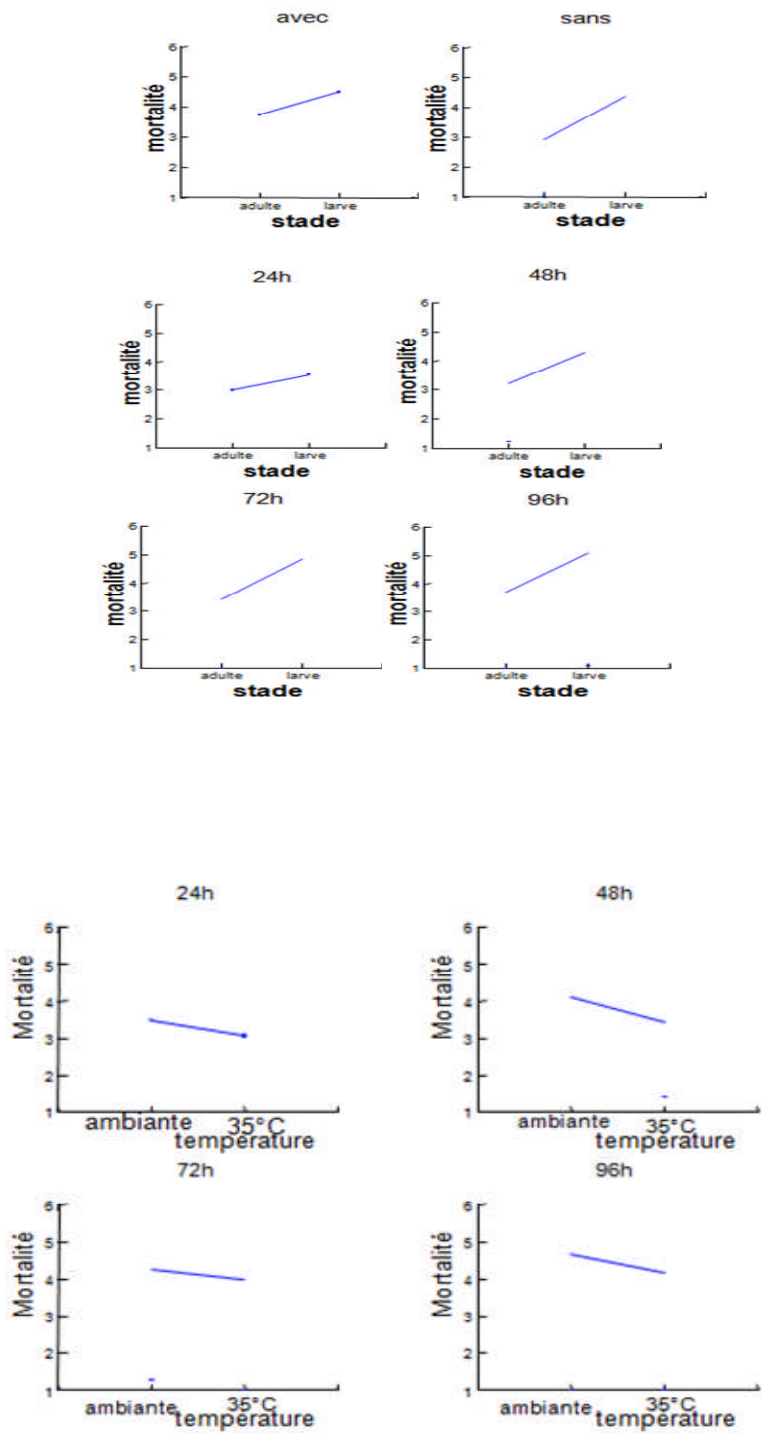 avec
sans
6
5
4
3
2
1
mortalité
adulte
larve
stade
6
5
4
3
2
1
mortalité
adulte
larve
stade
24h
48h
6
5
4
3
2
1
mortalité
adulte
larve
stade
6
5
4
3
2
1
mortalité
adulte
larve
stade
72h
96h
6
5
4
3
2
1
mortalité
adulte
larve
stade
6
5
4
3
2
1
mortalité
adulte
larve
stade
24h
48h
6
5
4
3
2
1
Mortalité
ambiante
35°C
température
6
5
4
3
2
1
Mortalité
ambiante
35°C
température
72h
96h
6
5
4
3
2
1
Mortalité
ambiante
35°C
température
6
5
4
3
2
1
Mortalité
ambiante
35°C
température